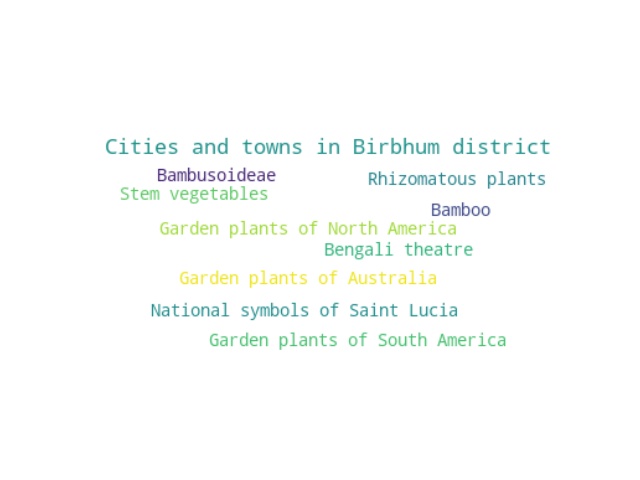 Cities and towns in Birbhum district
Bambusoideae
Rhizomatous plants
Stem vegetables
Bamboo
Garden plants of North America
Bengali theatre
Garden plants of Australia
National symbols of Saint Lucia
Garden plants of South America